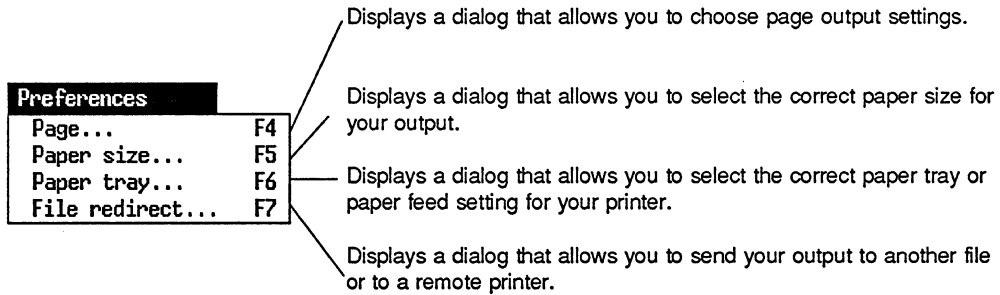 Displays a dialog that allows you to choose page output settings.
Preferences
Page... F4
Paper size... F5
Paper tray... F6
File redirect... F7
Displays a dialog that allows you to select the correct paper size for
your output.
Displays a dialog that allows you to select the correct paper tray or
paper feed setting for your printer.
Displays a dialog that allows you to send your output to another file
or to a remote printer.